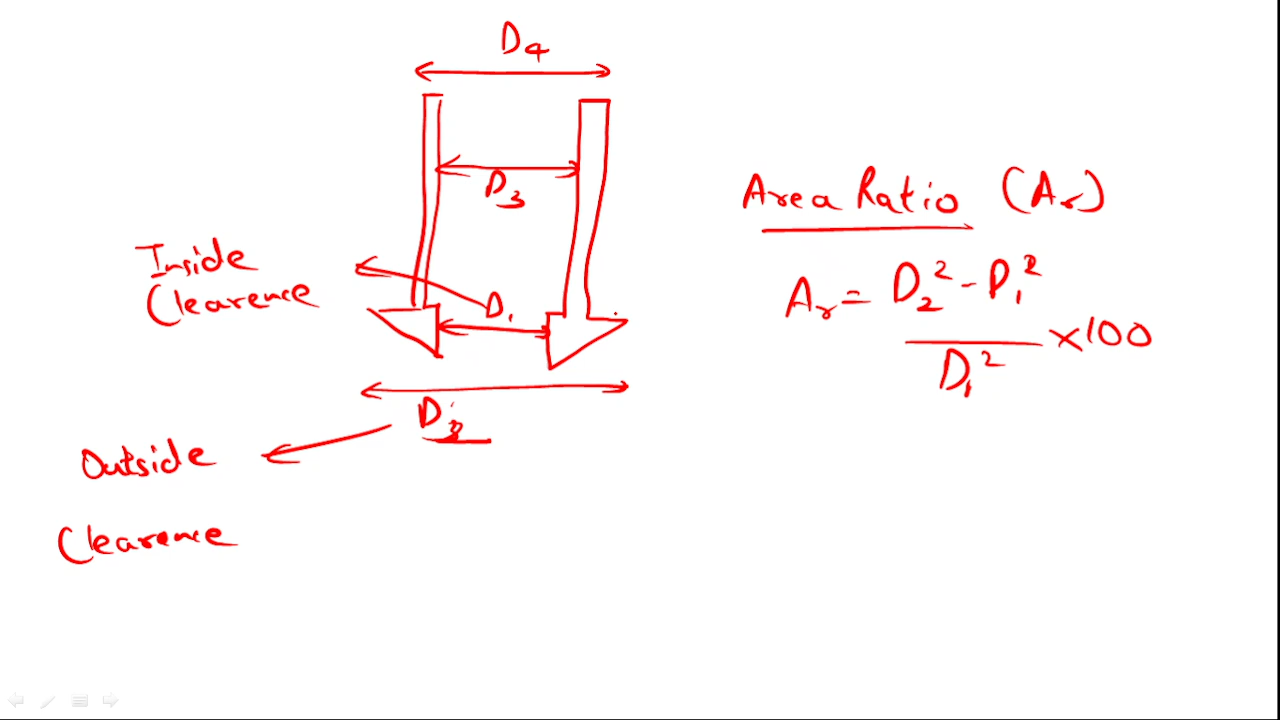 D₄
D₃
Area Ratio (Aᵣ)
Inside
Clearence
D₁
Aᵣ = D₂² - D₁²
D₁²
×100
D₂
Outside
Clearence